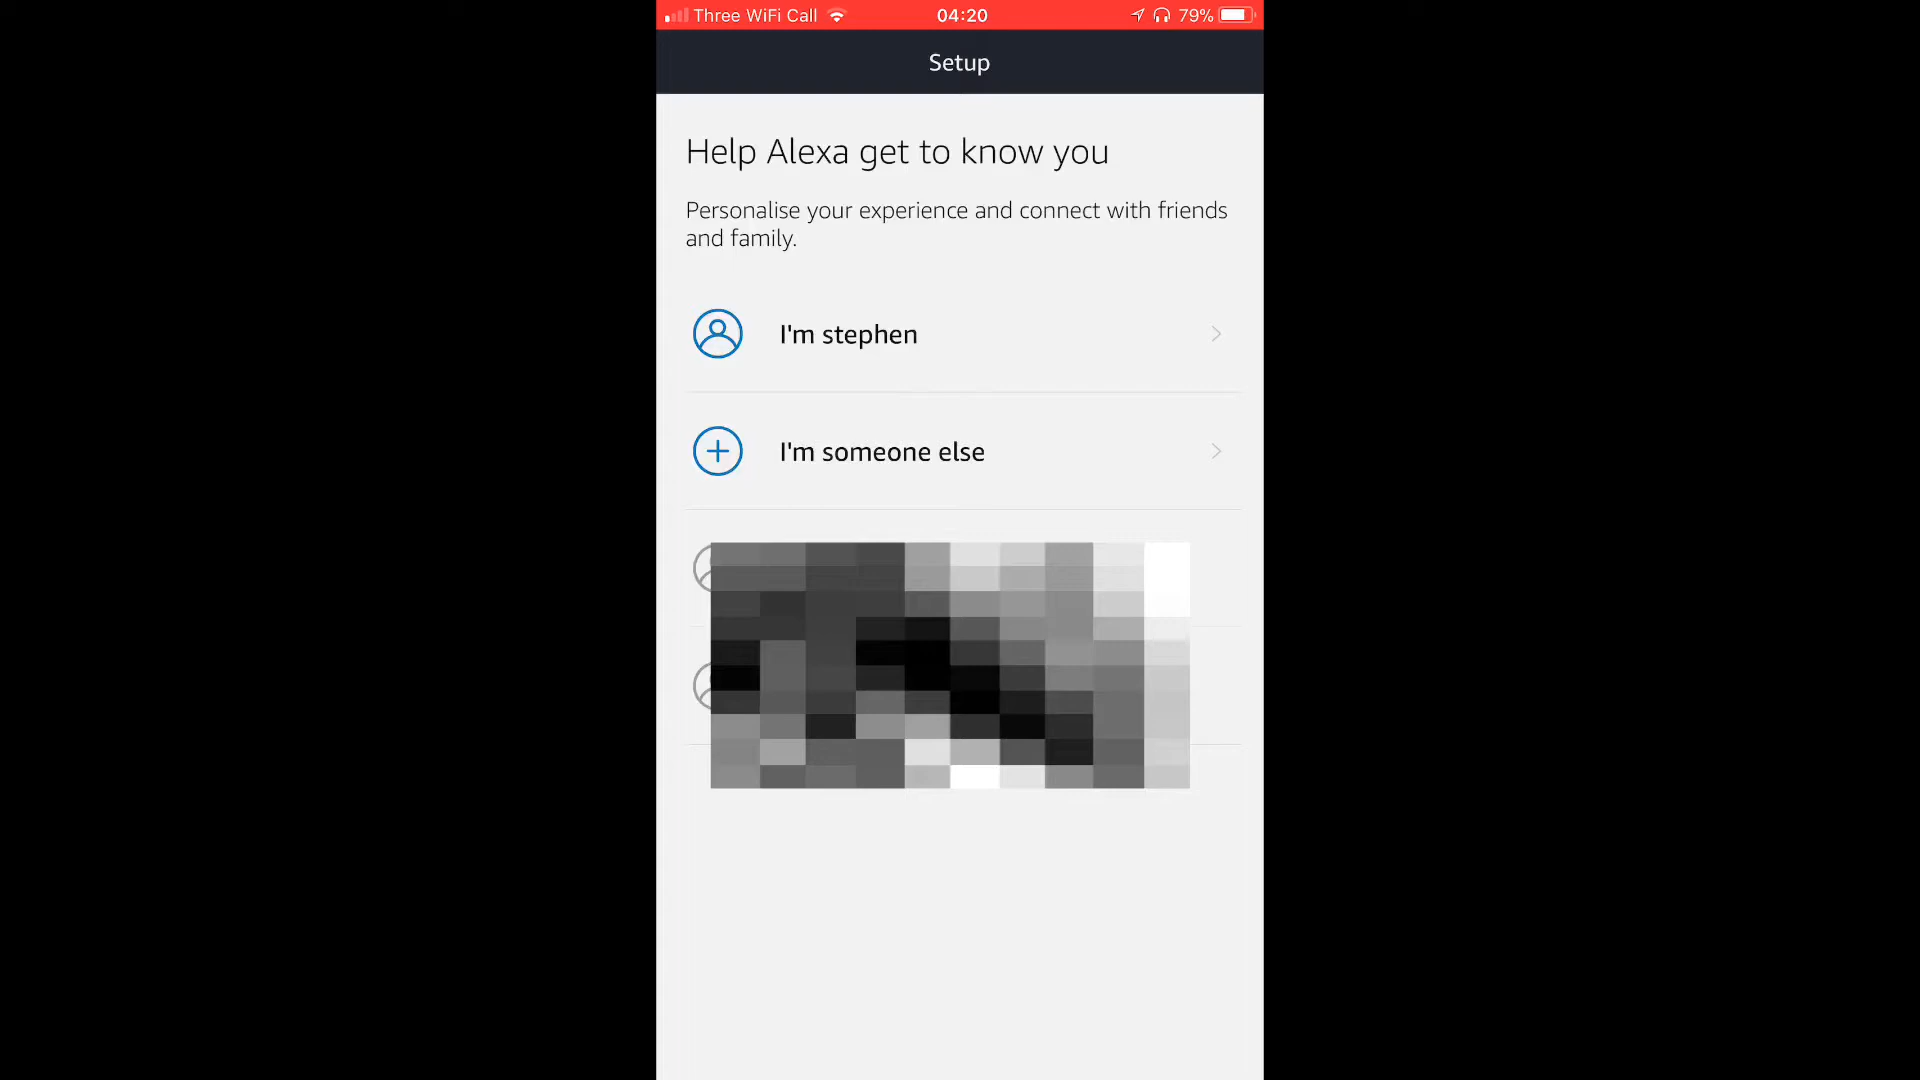 Three WiFi Call 04:20 79%
Setup
Help Alexa get to know you
Personalise your experience and connect with friends
and family.
I'm stephen
I'm someone else